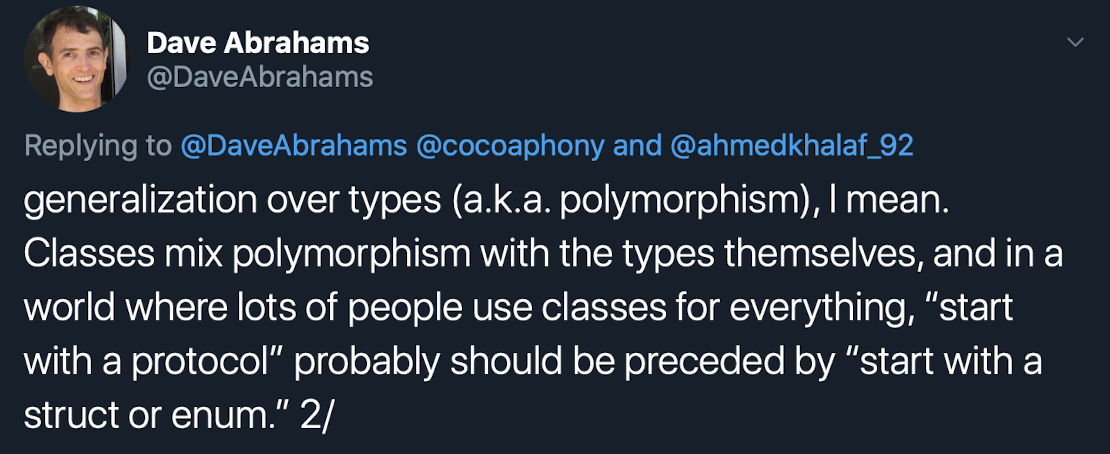 Dave Abrahams
@DaveAbrahams
Replying to @DaveAbrahams @cocoaphony and @ahmedkhalaf_92
generalization over types (a.k.a. polymorphism), I mean.
Classes mix polymorphism with the types themselves, and in a
world where lots of people use classes for everything, “start
with a protocol” probably should be preceded by “start with a
struct or enum.” 2/